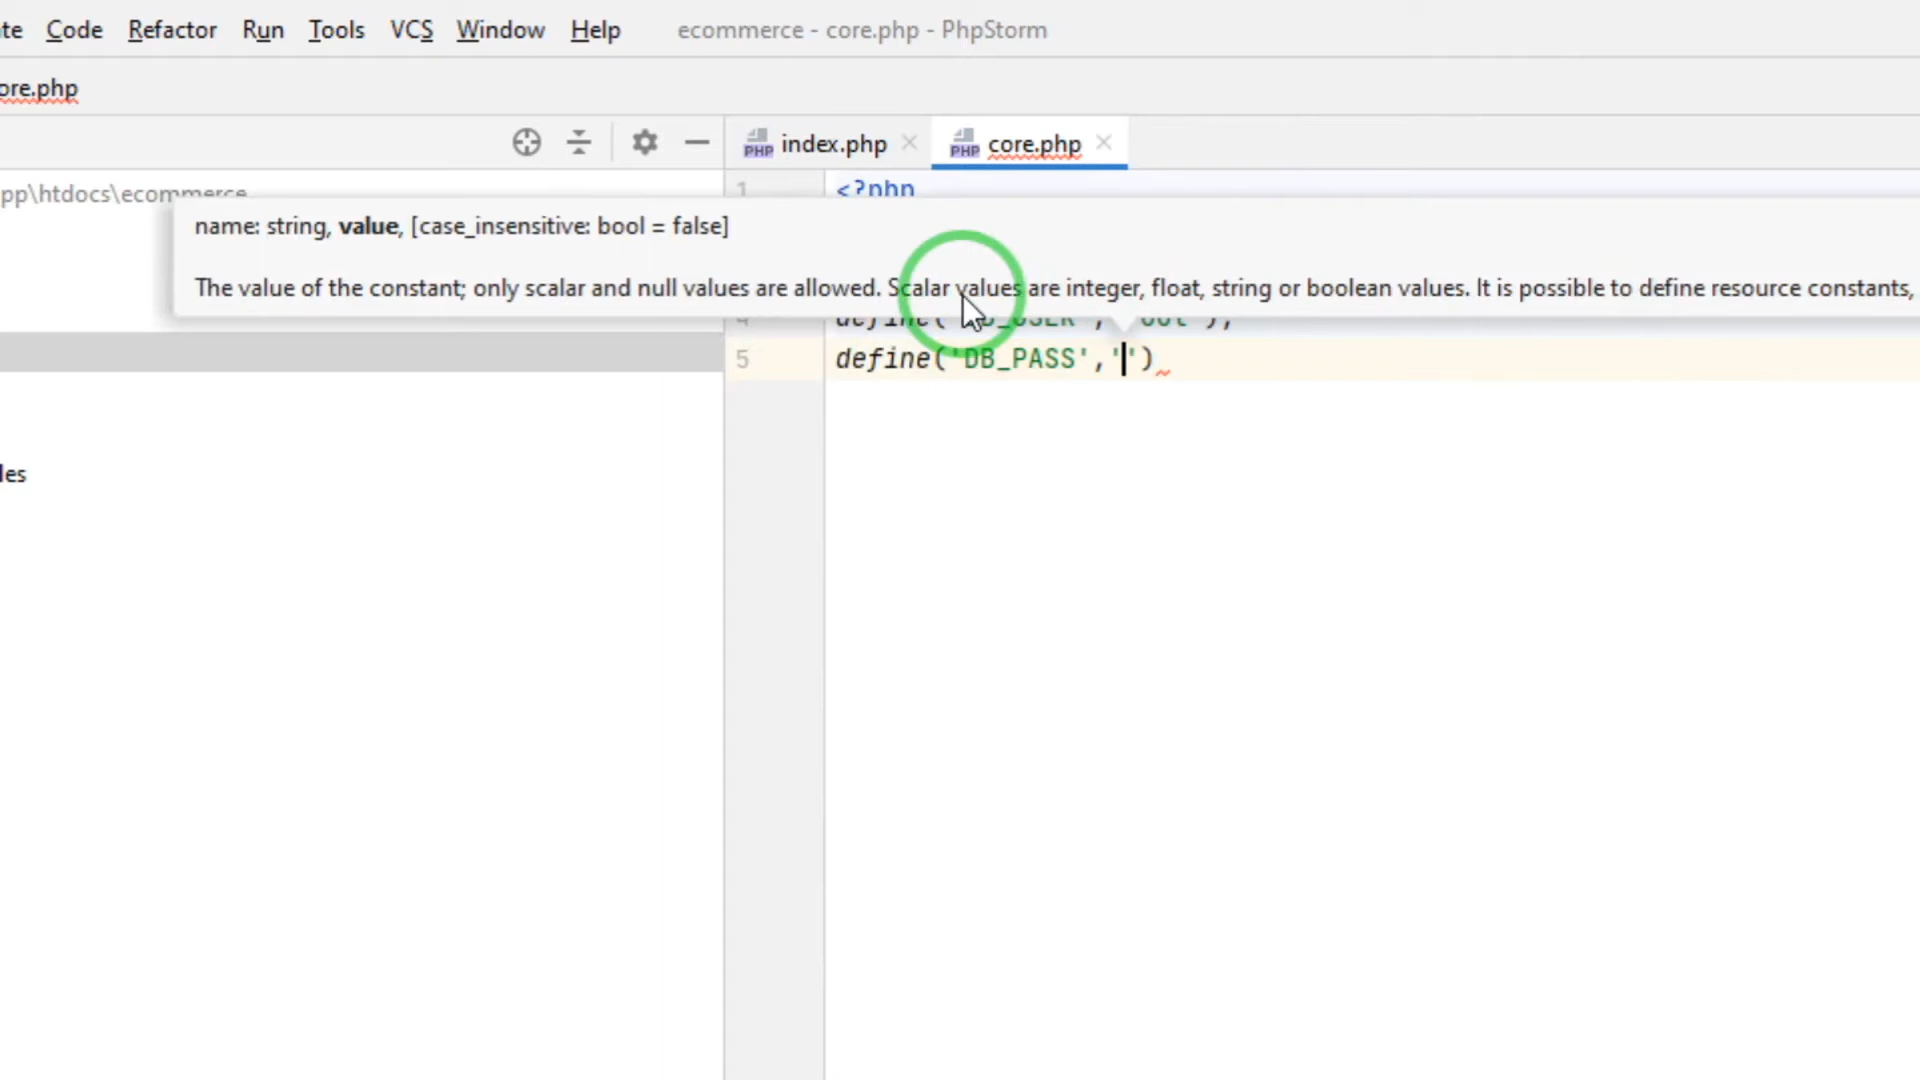 Code Refactor Run Tools VCS Window Help ecommerce - core.php - PhpStorm
ore.php
index.php core.php
pp\htdocs\ecommerce
1 <?php
name: string, value, [case_insensitive: bool = false]
The value of the constant; only scalar and null values are allowed. Scalar values are integer, float, string or boolean values. It is possible to define resource constants,
5 define('DB_PASS','')
les